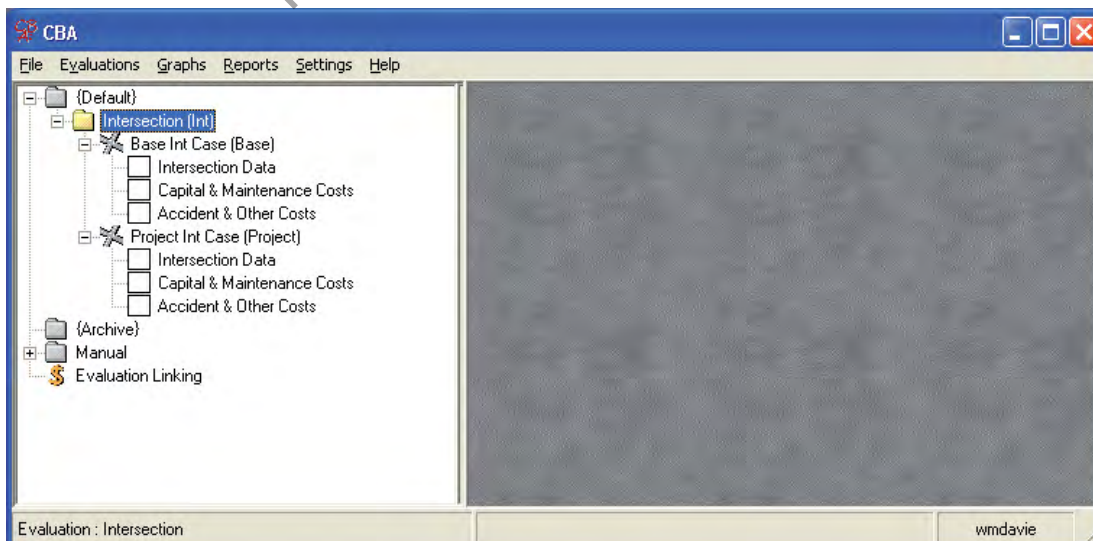 CBA
File Evaluations Graphs Reports Settings Help
{Default}
Intersection (Int)
Base Int Case (Base)
Intersection Data
Capital & Maintenance Costs
Accident & Other Costs
Project Int Case (Project)
Intersection Data
Capital & Maintenance Costs
Accident & Other Costs
{Archive}
Manual
Evaluation Linking
Evaluation : Intersection
wmdavie